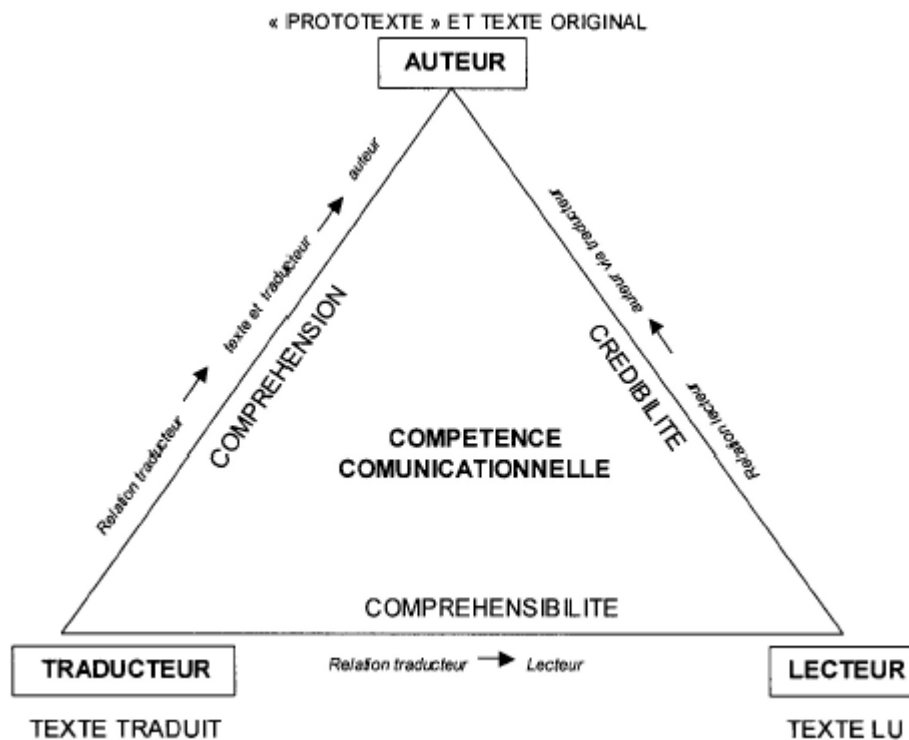 « PROTOTEXTE » ET TEXTE ORIGINAL
AUTEUR
Relation traducteur → texte et traducteur → auteur
COMPREHENSION
Relation lecteur → auteur via traducteur
CREDIBILITE
COMPETENCE
COMUNICATIONNELLE
COMPREHENSIBILITE
TRADUCTEUR
Relation traducteur → Lecteur
LECTEUR
TEXTE TRADUIT
TEXTE LU